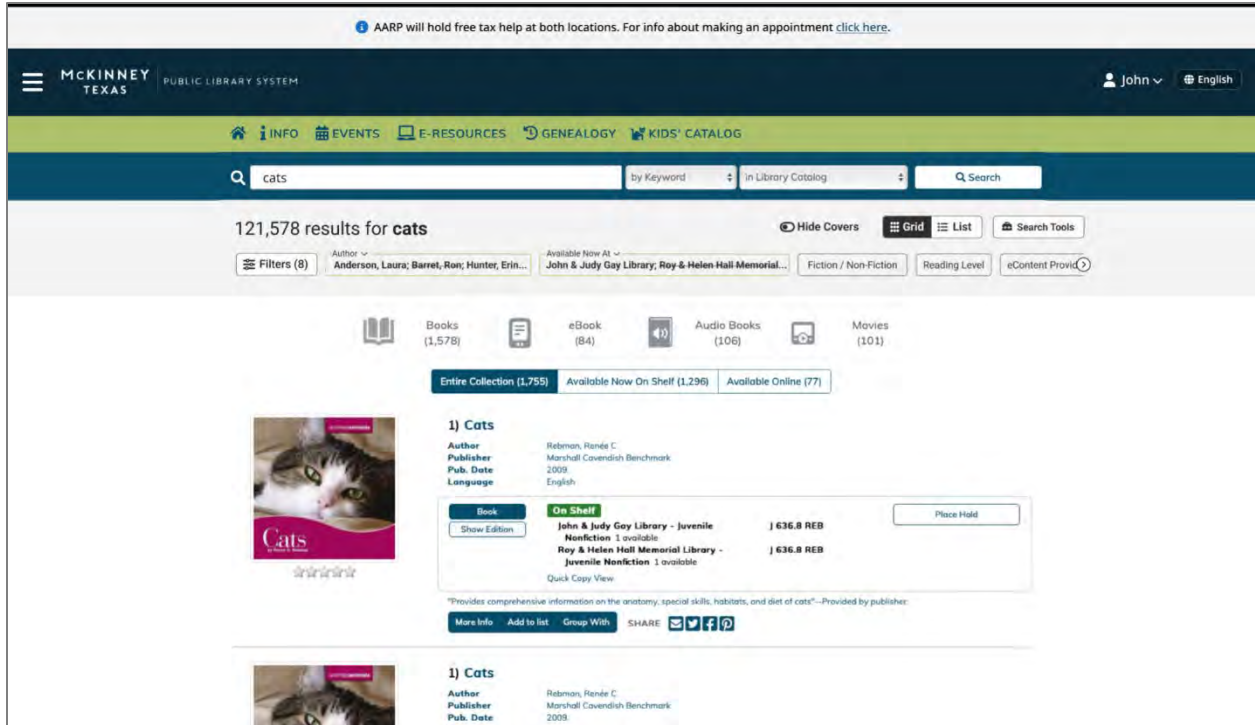 AARP will hold free tax help at both locations. For info about making an appointment click here.
McKINNEY TEXAS PUBLIC LIBRARY SYSTEM
John English
INFO EVENTS E-RESOURCES GENEALOGY KIDS' CATALOG
cats by Keyword in Library Catalog Search
121,578 results for cats Hide Covers Grid List Search Tools
Filters (8) Author Anderson, Laura; Barret, Ron; Hunter, Erin... Available Now At John & Judy Gay Library; Roy & Helen Hall Memorial... Fiction / Non-Fiction Reading Level eContent Provid
Books (1,578) eBook (84) Audio Books (106) Movies (101)
Entire Collection (1,755) Available Now On Shelf (1,296) Available Online (77)
Cats
1) Cats
Author Rebman, Renée C
Publisher Marshall Cavendish Benchmark
Pub. Date 2009.
Language English
Book On Shelf Place Hold
Show Edition John & Judy Gay Library - Juvenile Nonfiction 1 available J 636.8 REB
Roy & Helen Hall Memorial Library - Juvenile Nonfiction 1 available J 636.8 REB
Quick Copy View
"Provides comprehensive information on the anatomy, special skills, habitats, and diet of cats"--Provided by publisher.
More Info Add to list Group With SHARE
1) Cats
Author Rebman, Renée C
Publisher Marshall Cavendish Benchmark
Pub. Date 2009.